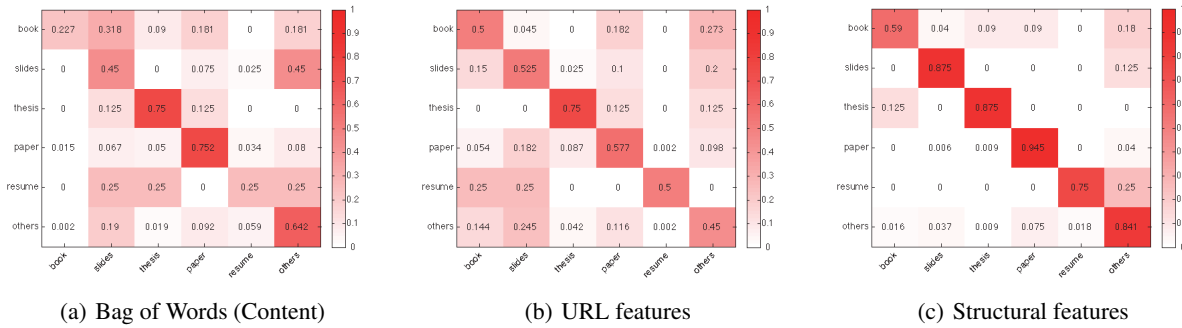 book 0.227 0.318 0.09 0.181 0 0.181
slides 0 0.45 0 0.075 0.025 0.45
thesis 0 0.125 0.75 0.125 0 0
paper 0.015 0.067 0.05 0.752 0.034 0.08
resume 0 0.25 0.25 0 0.25 0.25
others 0.002 0.19 0.019 0.092 0.059 0.642
book slides thesis paper resume others
1
0.9
0.8
0.7
0.6
0.5
0.4
0.3
0.2
0.1
0
(a) Bag of Words (Content)
book 0.5 0.045 0 0.182 0 0.273
slides 0.15 0.525 0.025 0.1 0 0.2
thesis 0 0 0.75 0.125 0 0.125
paper 0.054 0.182 0.087 0.577 0.002 0.098
resume 0.25 0.25 0 0 0.5 0
others 0.144 0.245 0.042 0.116 0.002 0.45
book slides thesis paper resume others
1
0.9
0.8
0.7
0.6
0.5
0.4
0.3
0.2
0.1
0
(b) URL features
book 0.59 0.04 0.09 0.09 0 0.18
slides 0 0.875 0 0 0 0.125
thesis 0.125 0 0.875 0 0 0
paper 0 0.006 0.009 0.945 0 0.04
resume 0 0 0 0 0.75 0.25
others 0.016 0.037 0.009 0.075 0.018 0.841
book slides thesis paper resume others
(c) Structural features